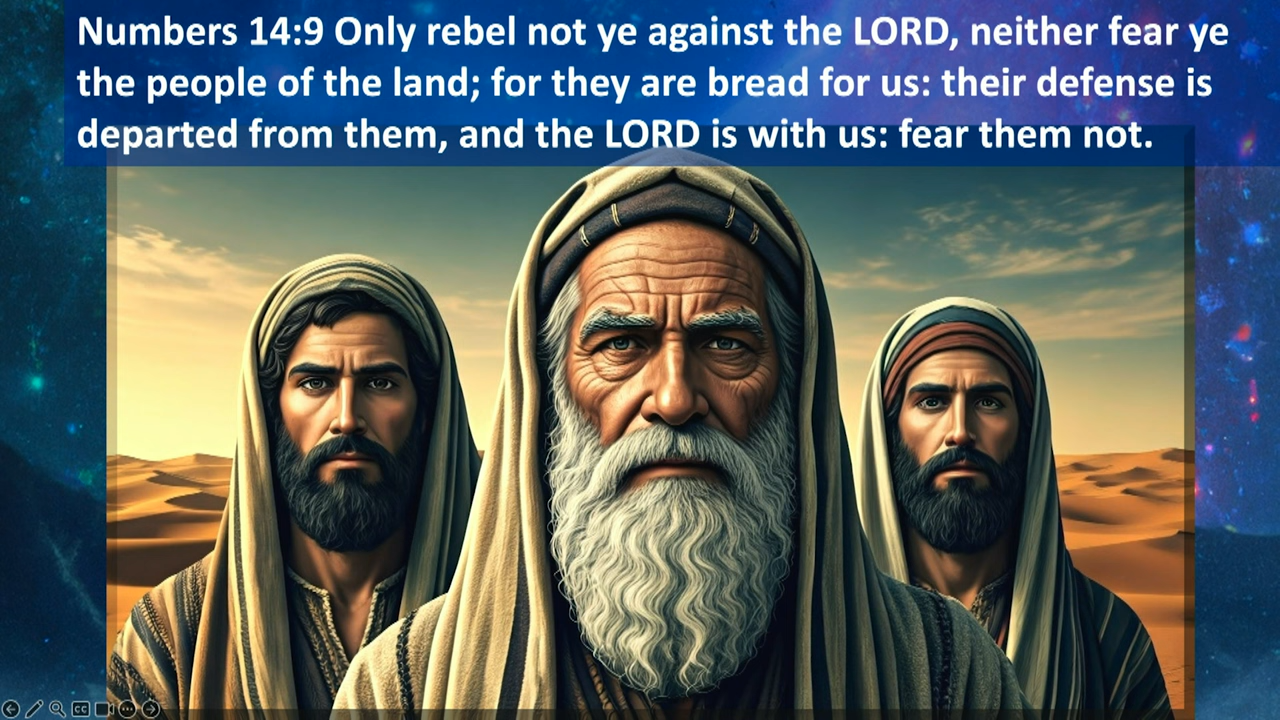 Numbers 14:9 Only rebel not ye against the LORD, neither fear ye
the people of the land; for they are bread for us: their defense is
departed from them, and the LORD is with us: fear them not.
CC